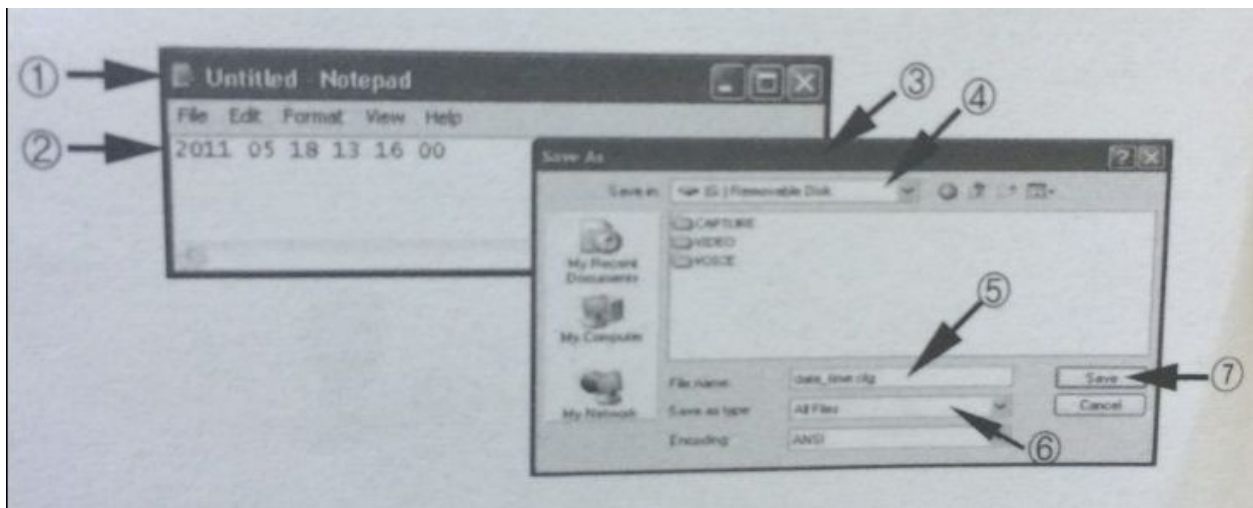 ①
Untitled - Notepad
File Edit Format View Help
②
2011 05 18 13 16 00
③
④
Save As
Save in: (G:) Removable Disk
CAPTURE
VIDEO
VOICE
My Recent Documents
My Computer
My Network
⑤
File name: date_time.cfg
Save
⑦
Save as type: All Files
Cancel
⑥
Encoding: ANSI